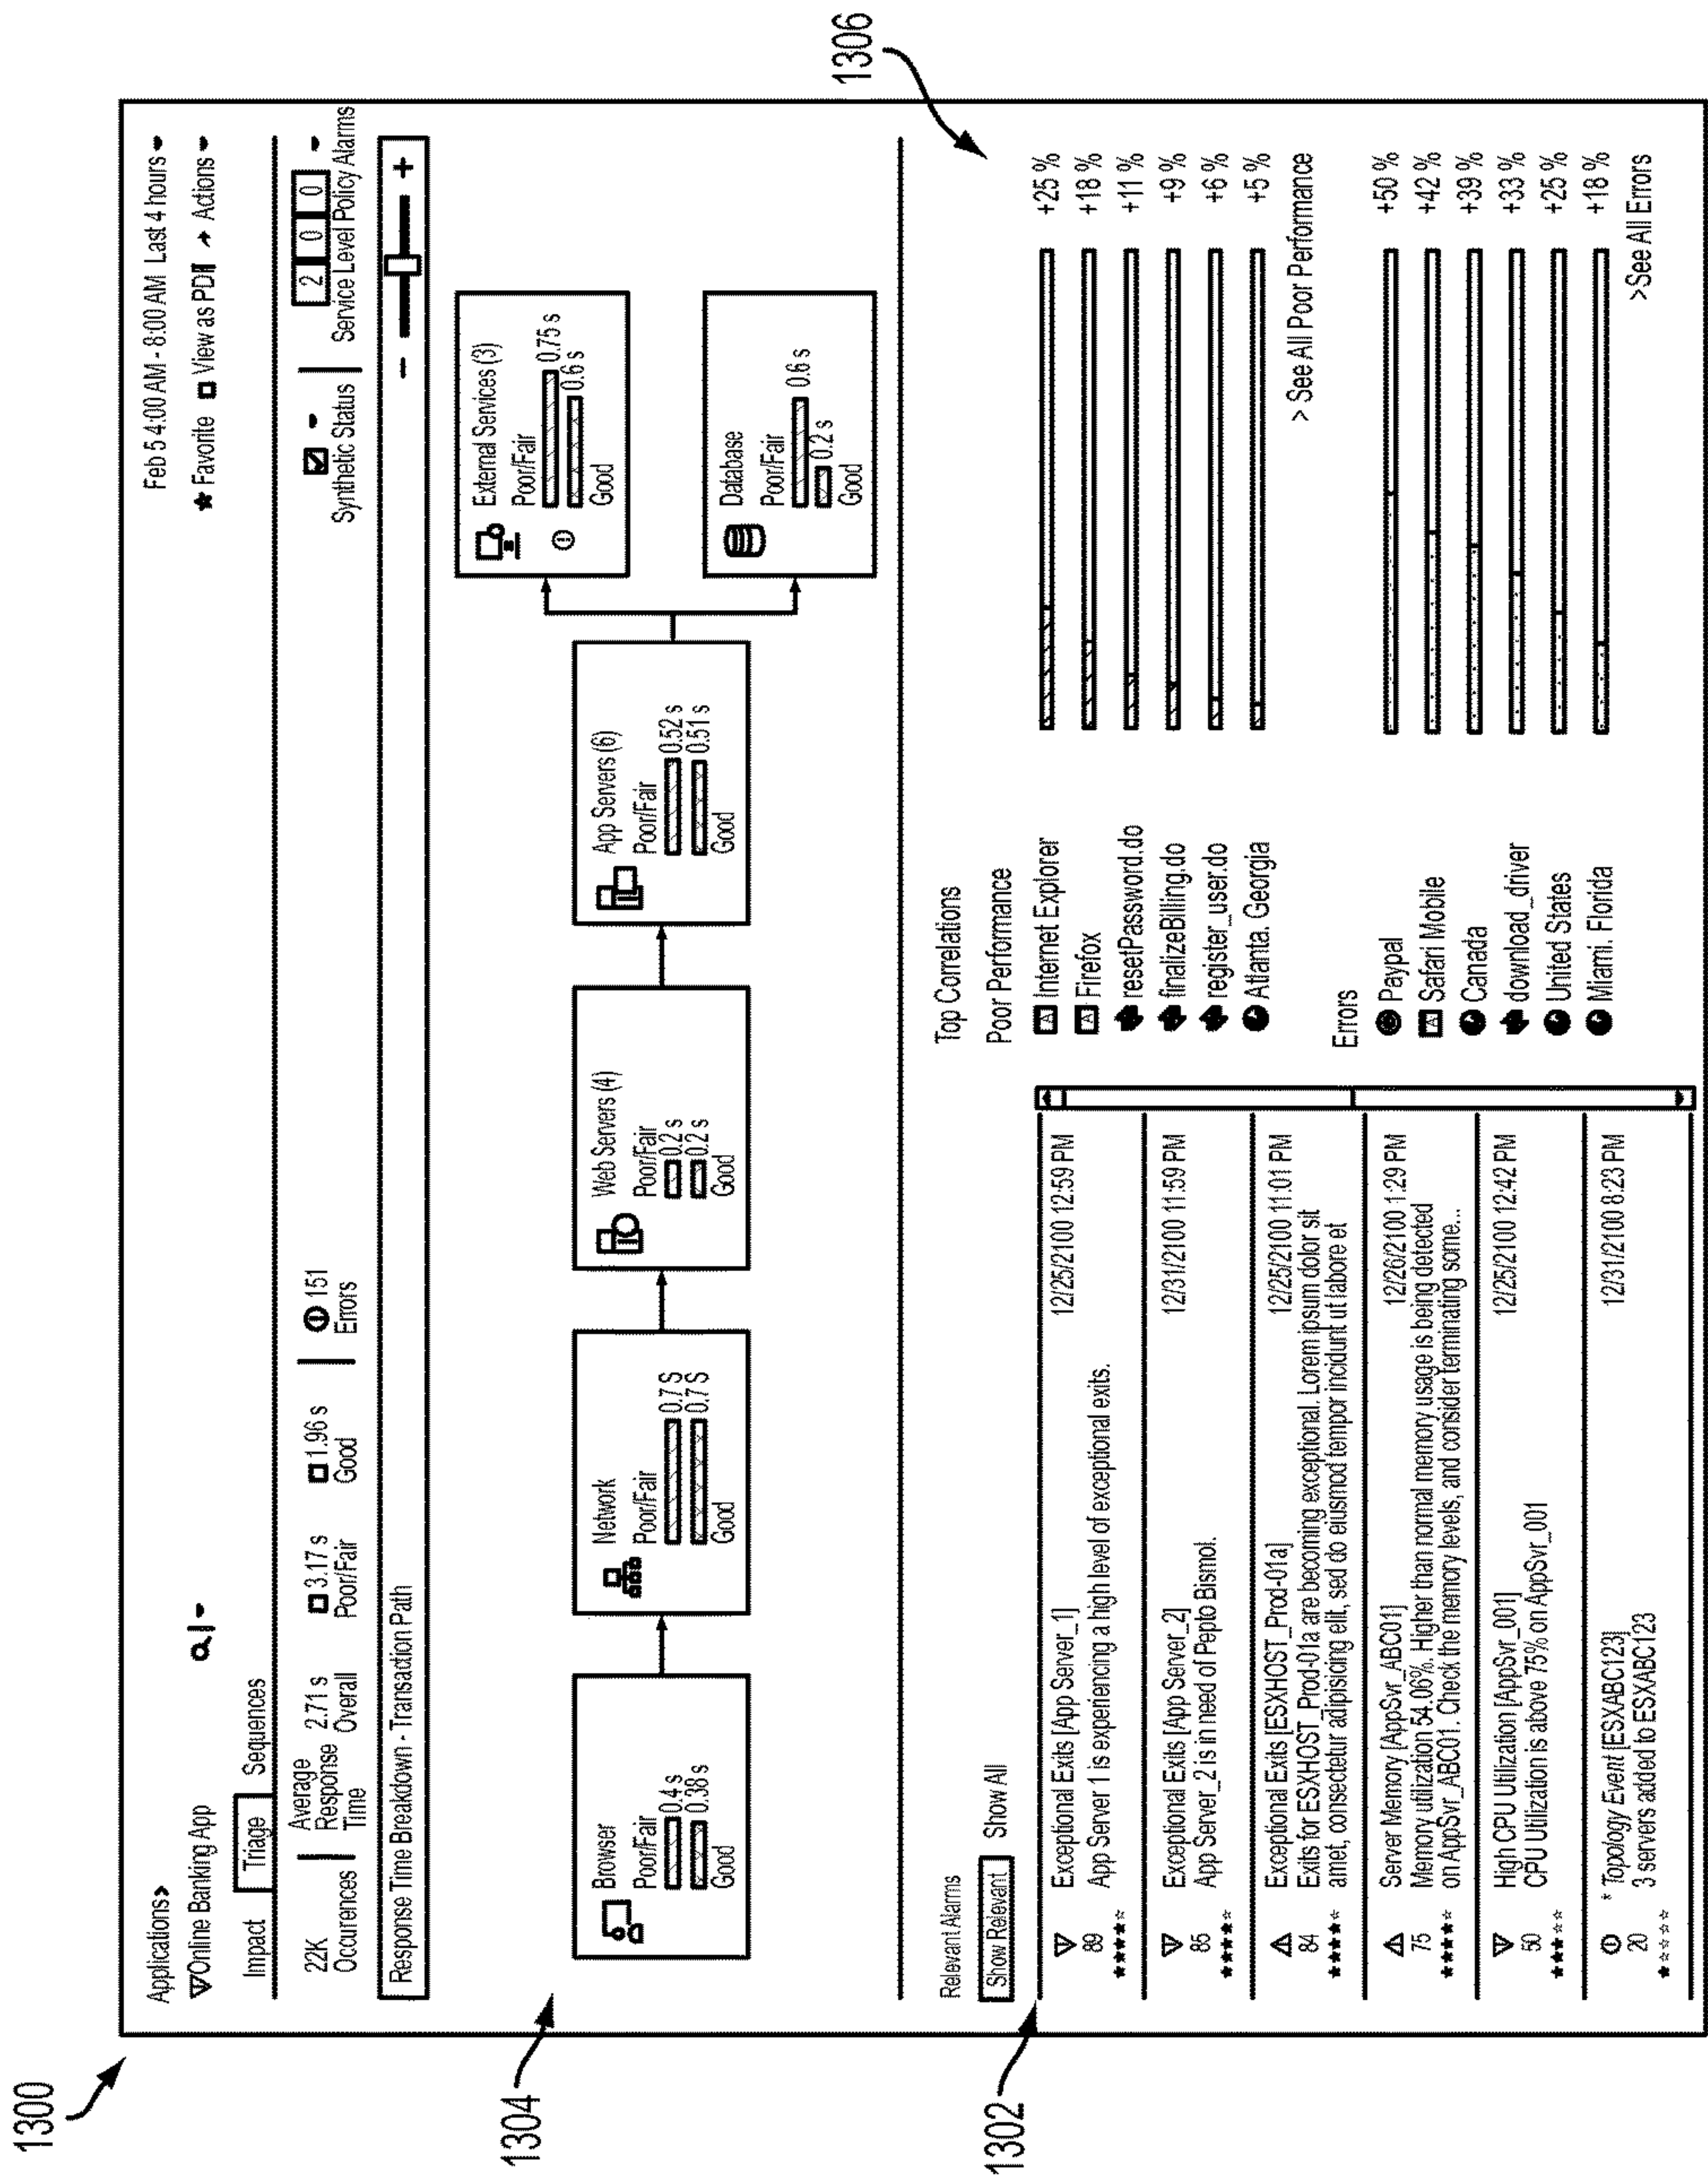 1300
Applications>
Online Banking App
Feb 5 4:00 AM - 8:00 AM Last 4 hours
Favorite View as PDF Actions
Impact Triage Sequences
22K
Occurences
Average
Response
Time
2.71 s
Overall
3.17 s
Poor/Fair
1.96 s
Good
151
Errors
Synthetic Status
2 0 0
Service Level Policy Alarms
Response Time Breakdown - Transaction Path
- +
1304
Browser
Poor/Fair
0.4 s
0.38 s
Good
Network
Poor/Fair
0.7 S
0.7 S
Good
Web Servers (4)
Poor/Fair
0.2 s
0.2 s
Good
App Servers (6)
Poor/Fair
0.52 s
0.51 s
Good
External Services (3)
Poor/Fair
0.75 s
0.6 s
Good
Database
Poor/Fair
0.6 s
0.2 s
Good
1302
Relevant Alarms
Show Relevant Show All
Exceptional Exits [App Server_1] 12/25/2100 12:59 PM
89
App Server 1 is experiencing a high level of exceptional exits.
Exceptional Exits [App Server_2] 12/31/2100 11:59 PM
85
App Server_2 is in need of Pepto Bismol.
Exceptional Exits [ESXHOST_Prod-01a] 12/25/2100 11:01 PM
84
Exits for ESXHOST_Prod-01a are becoming exceptional. Lorem ipsum dolor sit
amet, consectetur adipisicing elit, sed do eiusmod tempor incidunt ut labore et
Server Memory [AppSvr_ABC01] 12/26/2100 1:29 PM
75
Memory utilization 54.06%. Higher than normal memory usage is being detected
on AppSvr_ABC01. Check the memory levels, and consider terminating some...
High CPU Utilization [AppSvr_001] 12/25/2100 12:42 PM
50
CPU Utilization is above 75% on AppSvr_001
* Topology Event [ESXABC123] 12/31/2100 8:23 PM
20
3 servers added to ESXABC123
1306
Top Correlations
Poor Performance
Internet Explorer +25 %
Firefox +18 %
resetPassword.do +11 %
finalizeBilling.do +9 %
register_user.do +6 %
Atlanta. Georgia +5 %
> See All Poor Performance
Errors
Paypal +50 %
Safari Mobile +42 %
Canada +39 %
download_driver +33 %
United States +25 %
Miami. Florida +18 %
>See All Errors